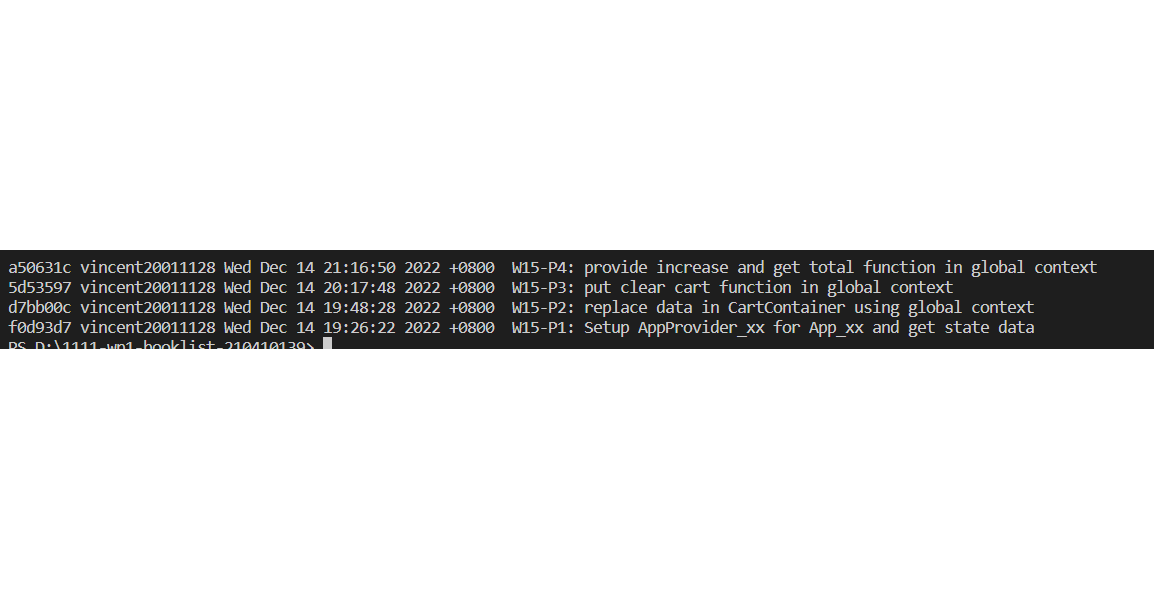 a50631c vincent20011128 Wed Dec 14 21:16:50 2022 +0800  W15-P4: provide increase and get total function in global context
5d53597 vincent20011128 Wed Dec 14 20:17:48 2022 +0800  W15-P3: put clear cart function in global context
d7bb00c vincent20011128 Wed Dec 14 19:48:28 2022 +0800  W15-P2: replace data in CartContainer using global context
f0d93d7 vincent20011128 Wed Dec 14 19:26:22 2022 +0800  W15-P1: Setup AppProvider_xx for App_xx and get state data
PS D:\1111-wp1-booklist-210410139>